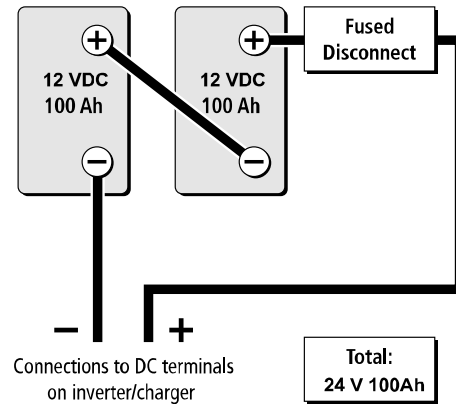 +
12 VDC
100 Ah
−
+
12 VDC
100 Ah
−
Fused
Disconnect
− +
Connections to DC terminals
on inverter/charger
Total:
24 V 100Ah